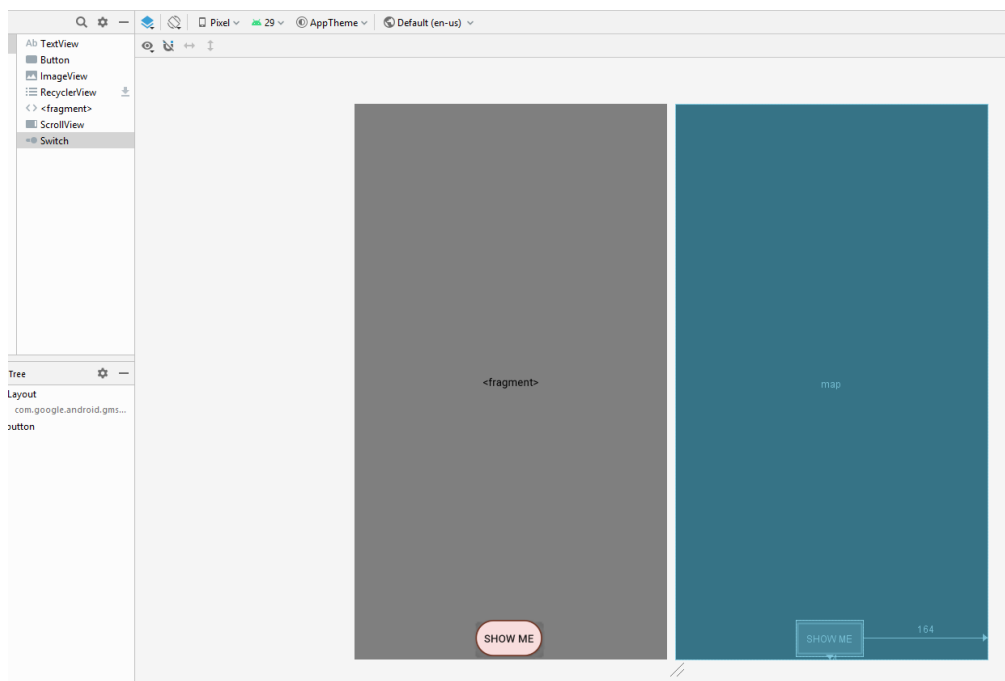 Pixel 29 AppTheme Default (en-us)
Ab TextView
Button
ImageView
RecyclerView
<fragment>
ScrollView
Switch
Tree
Layout
com.google.android.gms...
button
<fragment>
SHOW ME
map
SHOW ME
164